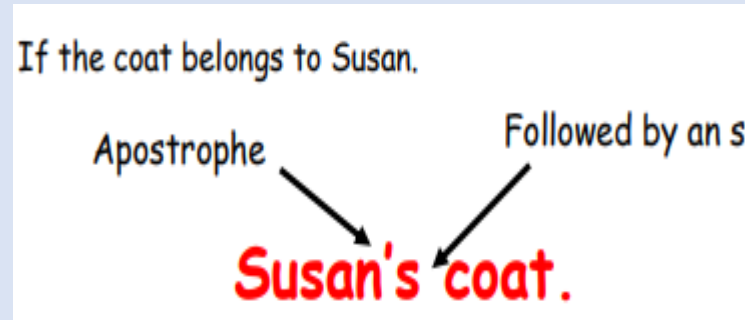 If the coat belongs to Susan.
Apostrophe
Followed by an s
Susan's coat.